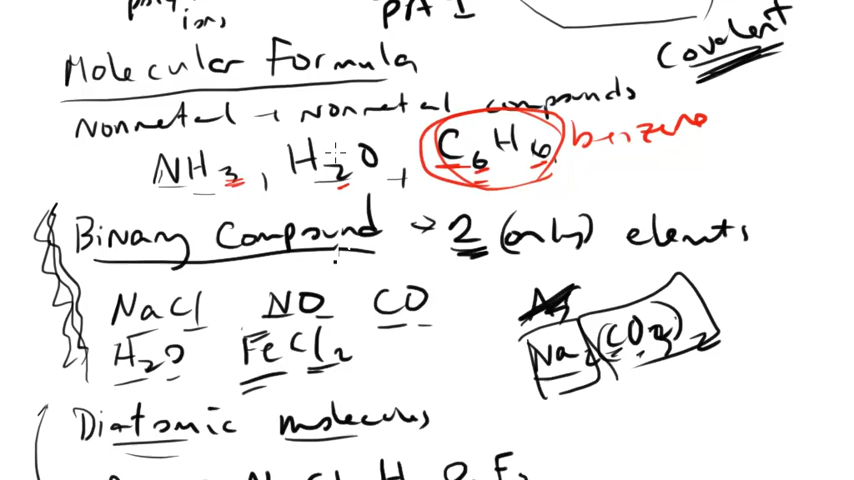 ions
Covalent
Molecular Formula
Nonmetal + nonmetal compounds
NH3, H2O + C6H6 benzene
Binary Compound → 2 (only) elements
NaCl NO CO
H2O FeCl2
Na2(CO3)2
Diatomic molecules